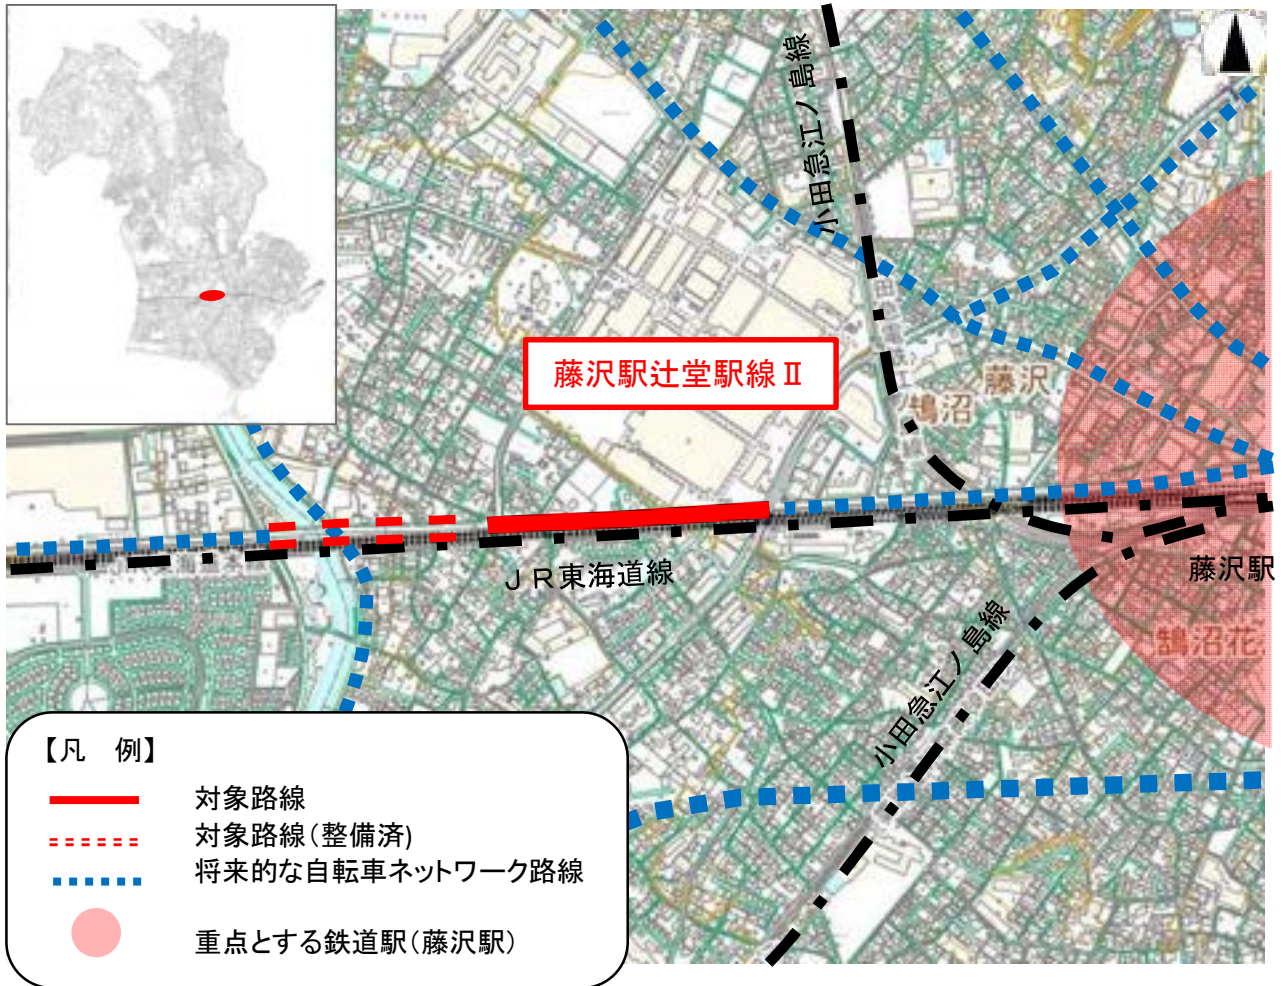 小田急江ノ島線
藤沢駅辻堂駅線Ⅱ
藤沢
鵠沼
JR東海道線
藤沢駅
鵠沼花
小田急江ノ島線
【凡 例】
対象路線
対象路線(整備済)
将来的な自転車ネットワーク路線
重点とする鉄道駅(藤沢駅)